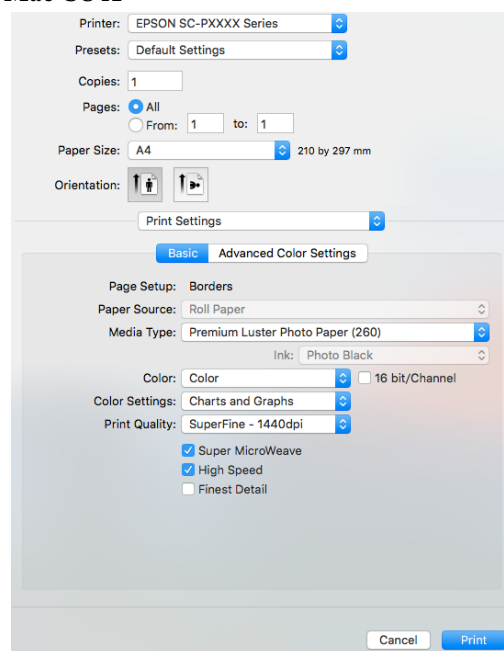 Printer: EPSON SC-PXXXX Series
Presets: Default Settings
Copies: 1
Pages: All
From: 1 to: 1
Paper Size: A4 210 by 297 mm
Orientation:
Print Settings
Basic Advanced Color Settings
Page Setup: Borders
Paper Source: Roll Paper
Media Type: Premium Luster Photo Paper (260)
Ink: Photo Black
Color: Color 16 bit/Channel
Color Settings: Charts and Graphs
Print Quality: SuperFine - 1440dpi
Super MicroWeave
High Speed
Finest Detail
Cancel Print